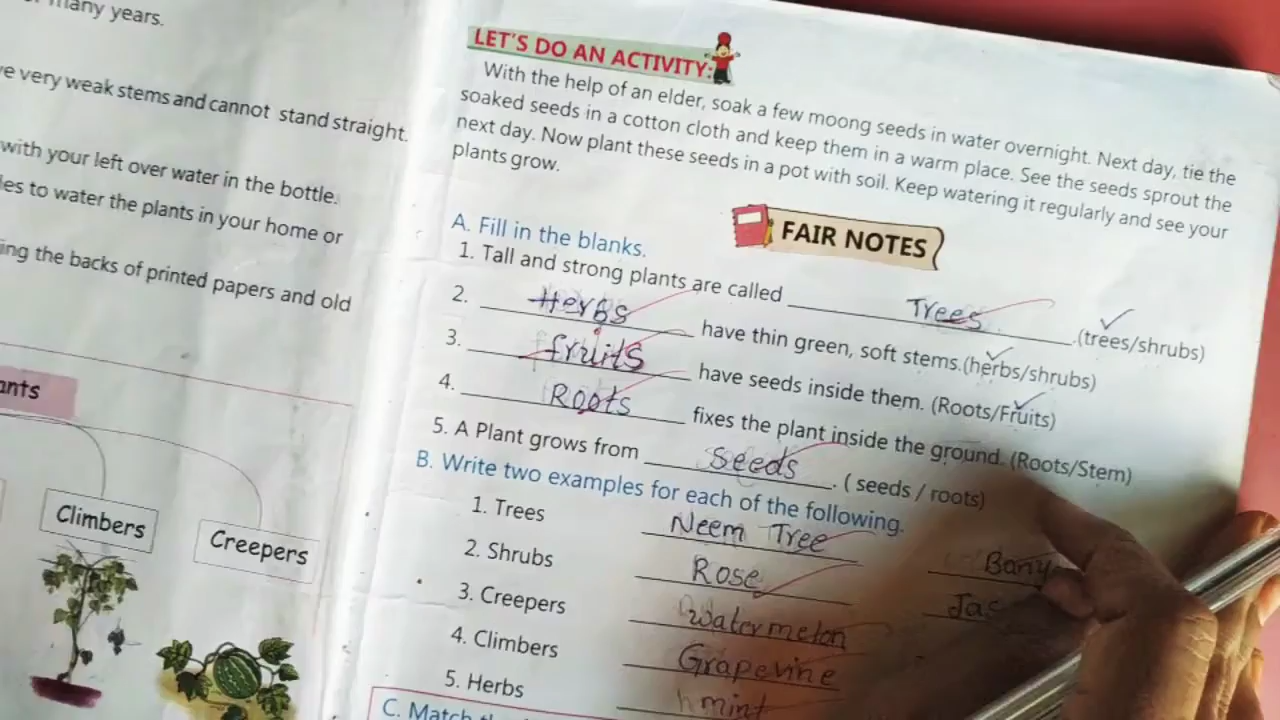 many years.
very weak stems and cannot stand straight.
with your left over water in the bottle.
to water the plants in your home or
ing the backs of printed papers and old
ants
Climbers
Creepers
LET'S DO AN ACTIVITY:
With the help of an elder, soak a few moong seeds in water overnight. Next day, tie the
soaked seeds in a cotton cloth and keep them in a warm place. See the seeds sprout the
next day. Now plant these seeds in a pot with soil. Keep watering it regularly and see your
plants grow.
FAIR NOTES
A. Fill in the blanks.
1. Tall and strong plants are called Trees .(trees/shrubs)
2. Herbs have thin green, soft stems.(herbs/shrubs)
3. fruits have seeds inside them. (Roots/Fruits)
4. Roots fixes the plant inside the ground. (Roots/Stem)
5. A Plant grows from seeds . ( seeds / roots)
B. Write two examples for each of the following.
1. Trees Neem Tree Bany
2. Shrubs Rose Jas
3. Creepers Watermelon
4. Climbers Grapevine
5. Herbs mint
C. Match